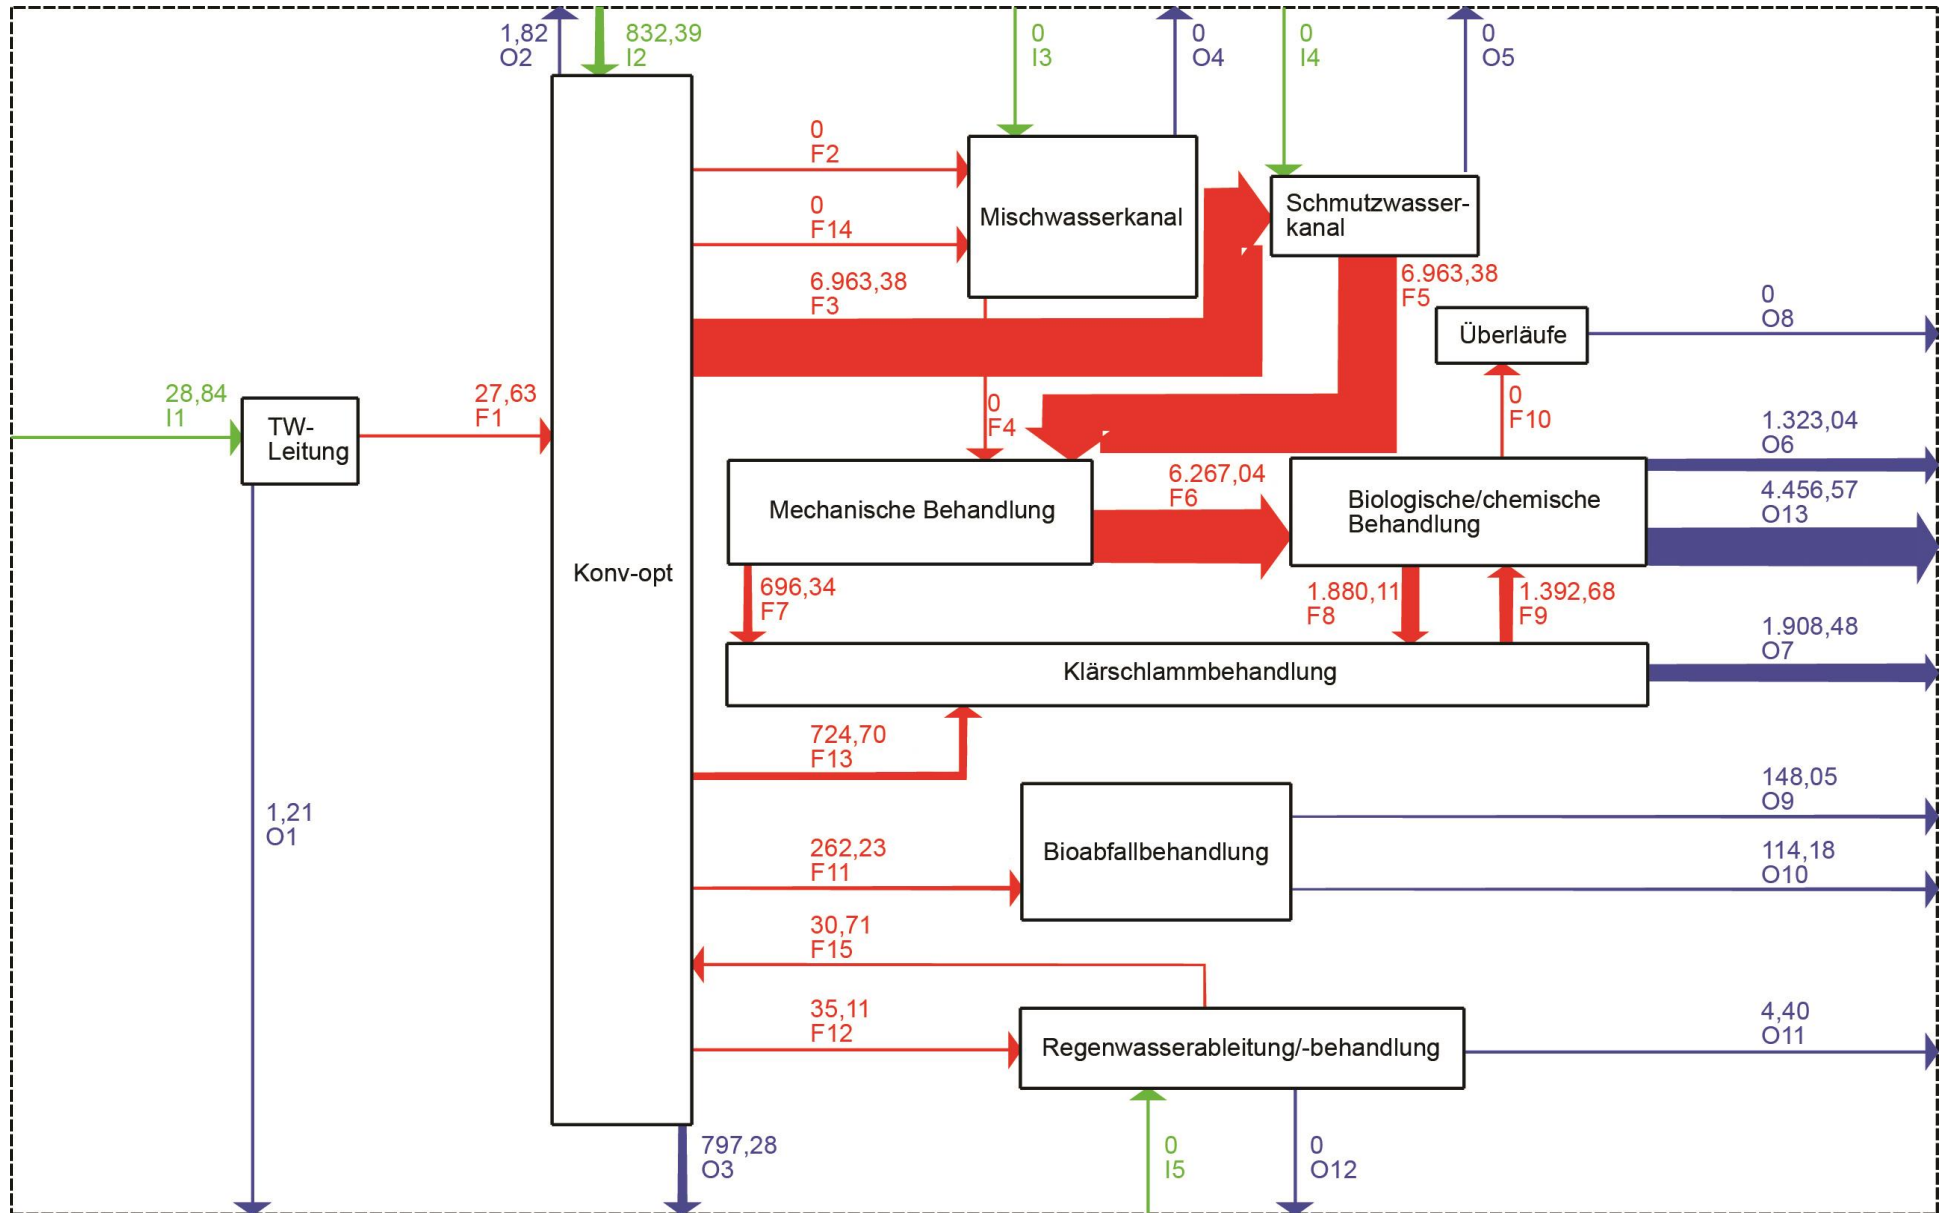 1,82
O2
832,39
I2
0
I3
0
O4
0
I4
0
O5
0
F2
0
F14
6.963,38
F3
Mischwasserkanal
Schmutzwasser-
kanal
6.963,38
F5
0
O8
Überläufe
28,84
I1
TW-
Leitung
27,63
F1
0
F4
0
F10
1.323,04
O6
6.267,04
F6
4.456,57
O13
Mechanische Behandlung
Biologische/chemische
Behandlung
Konv-opt
696,34
F7
1.880,11
F8
1.392,68
F9
1.908,48
O7
Klärschlammbehandlung
724,70
F13
148,05
O9
1,21
O1
262,23
F11
Bioabfallbehandlung
114,18
O10
30,71
F15
35,11
F12
Regenwasserableitung/-behandlung
4,40
O11
797,28
O3
0
I5
0
O12